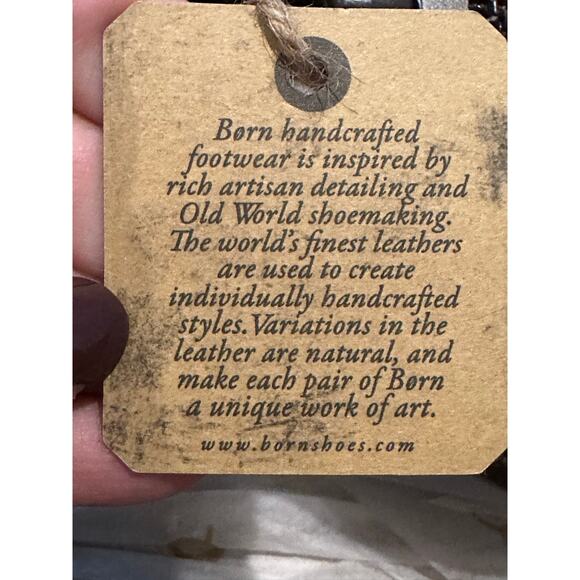 Børn handcrafted
footwear is inspired by
rich artisan detailing and
Old World shoemaking.
The world's finest leathers
are used to create
individually handcrafted
styles. Variations in the
leather are natural, and
make each pair of Børn
a unique work of art.
www.bornshoes.com